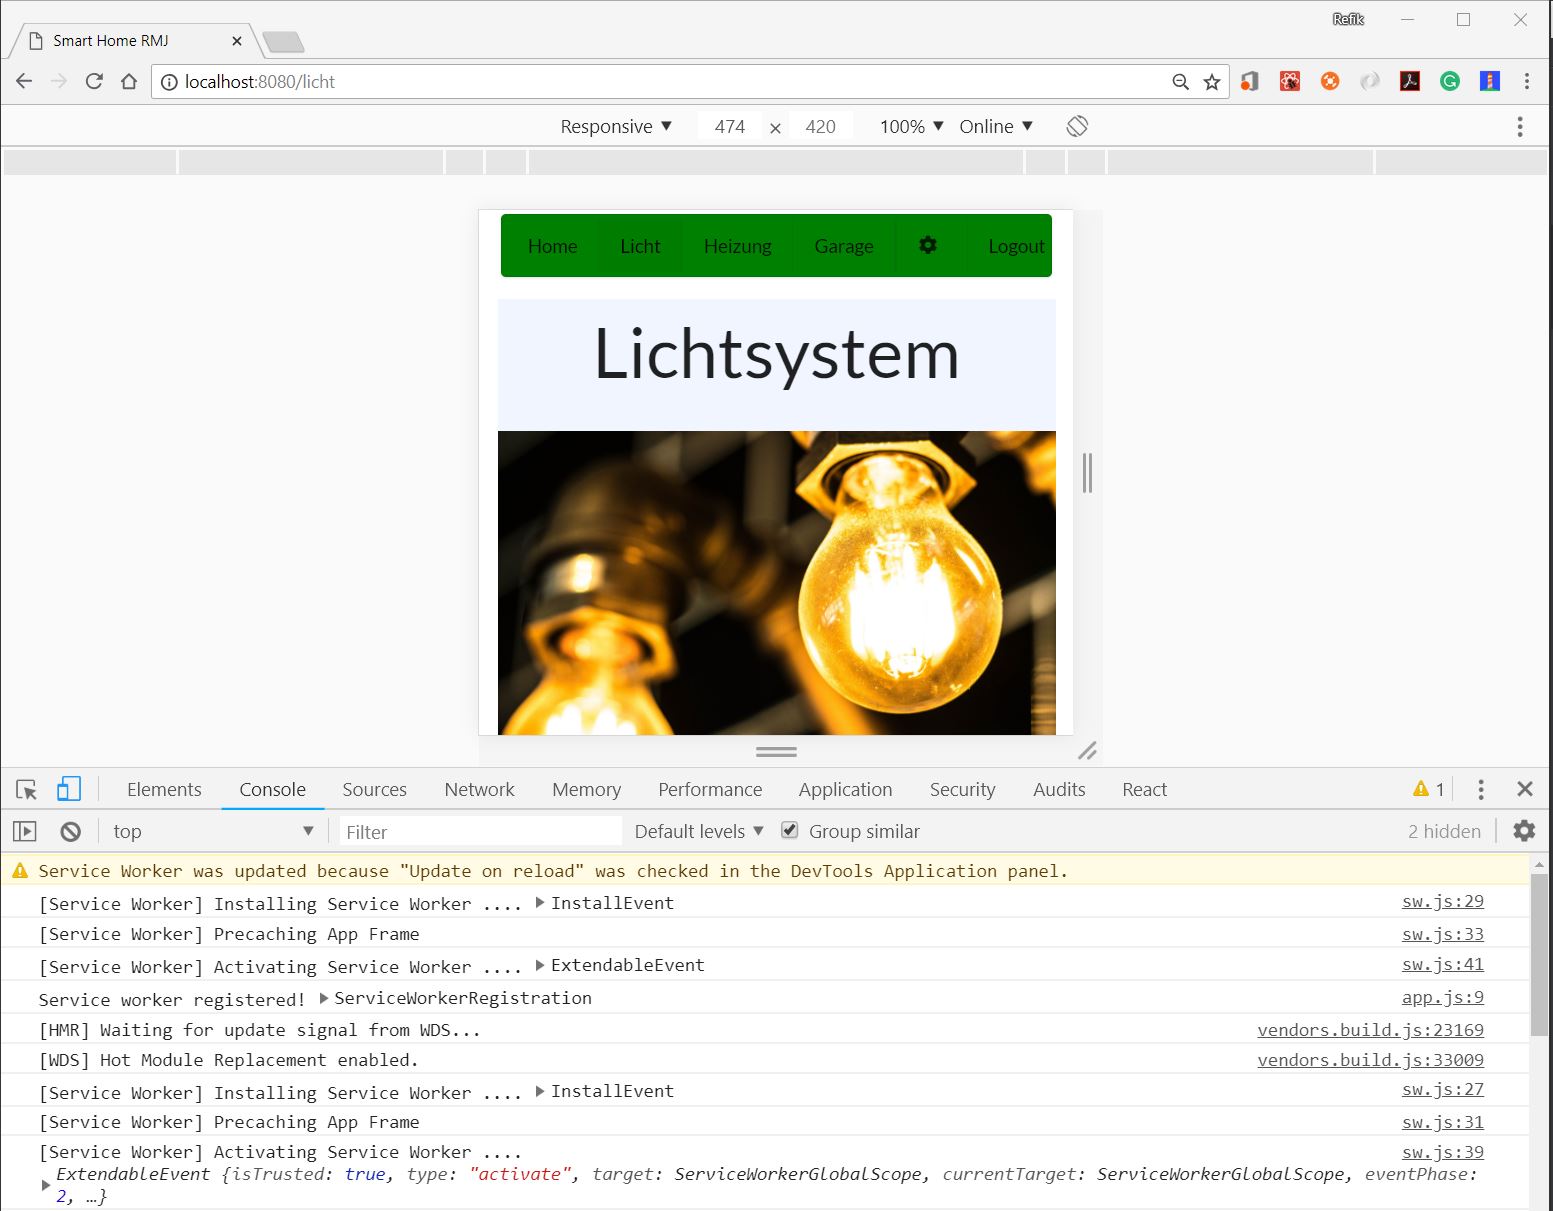 Refik
Smart Home RMJ
localhost:8080/licht
Responsive ▼ 474 × 420 100% ▼ Online ▼
Home Licht Heizung Garage Logout
Lichtsystem
Elements Console Sources Network Memory Performance Application Security Audits React 1
top ▼ Filter Default levels ▼ Group similar 2 hidden
Service Worker was updated because "Update on reload" was checked in the DevTools Application panel.
[Service Worker] Installing Service Worker .... ▶ InstallEvent sw.js:29
[Service Worker] Precaching App Frame sw.js:33
[Service Worker] Activating Service Worker .... ▶ ExtendableEvent sw.js:41
Service worker registered! ▶ ServiceWorkerRegistration app.js:9
[HMR] Waiting for update signal from WDS... vendors.build.js:23169
[WDS] Hot Module Replacement enabled. vendors.build.js:33009
[Service Worker] Installing Service Worker .... ▶ InstallEvent sw.js:27
[Service Worker] Precaching App Frame sw.js:31
[Service Worker] Activating Service Worker .... sw.js:39
ExtendableEvent {isTrusted: true, type: "activate", target: ServiceWorkerGlobalScope, currentTarget: ServiceWorkerGlobalScope, eventPhase:
▶ 2, …}